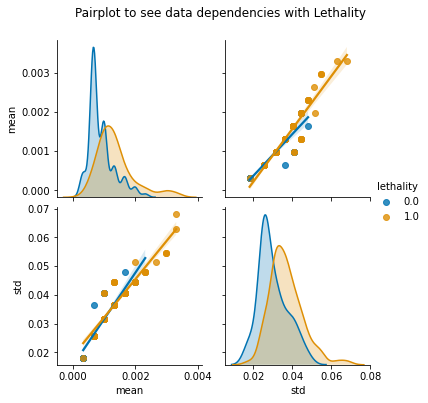 Pairplot to see data dependencies with Lethality
0.003
0.002
0.001
0.000
mean
lethality
0.0
1.0
0.07
0.06
0.05
0.04
0.03
0.02
std
0.000 0.002 0.004
mean
0.02 0.04 0.06 0.08
std